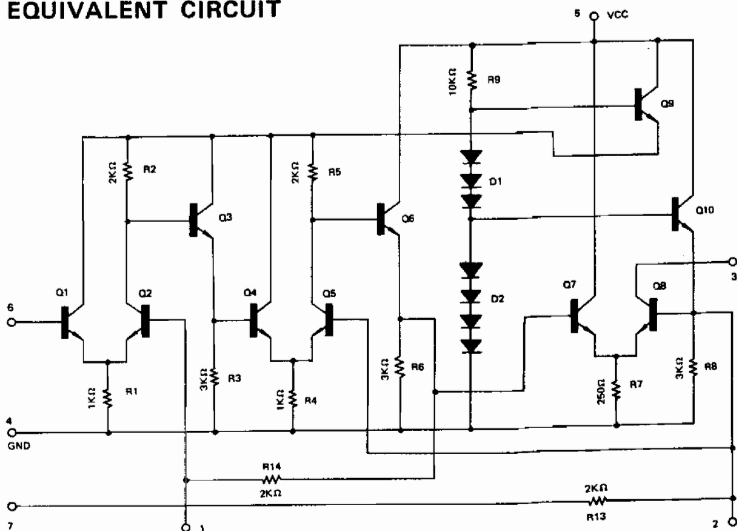 EQUIVALENT CIRCUIT
5 VCC
10KΩ R9
Q9
2KΩ R2
2KΩ R5
D1
Q3
Q6
Q10
3
Q1 Q2 Q4 Q5 D2 Q7 Q8
6
1KΩ R1
3KΩ R3
1KΩ R4
3KΩ R6
250Ω R7
3KΩ R8
4
GND
R14
2KΩ
2KΩ
R13
7 1 2